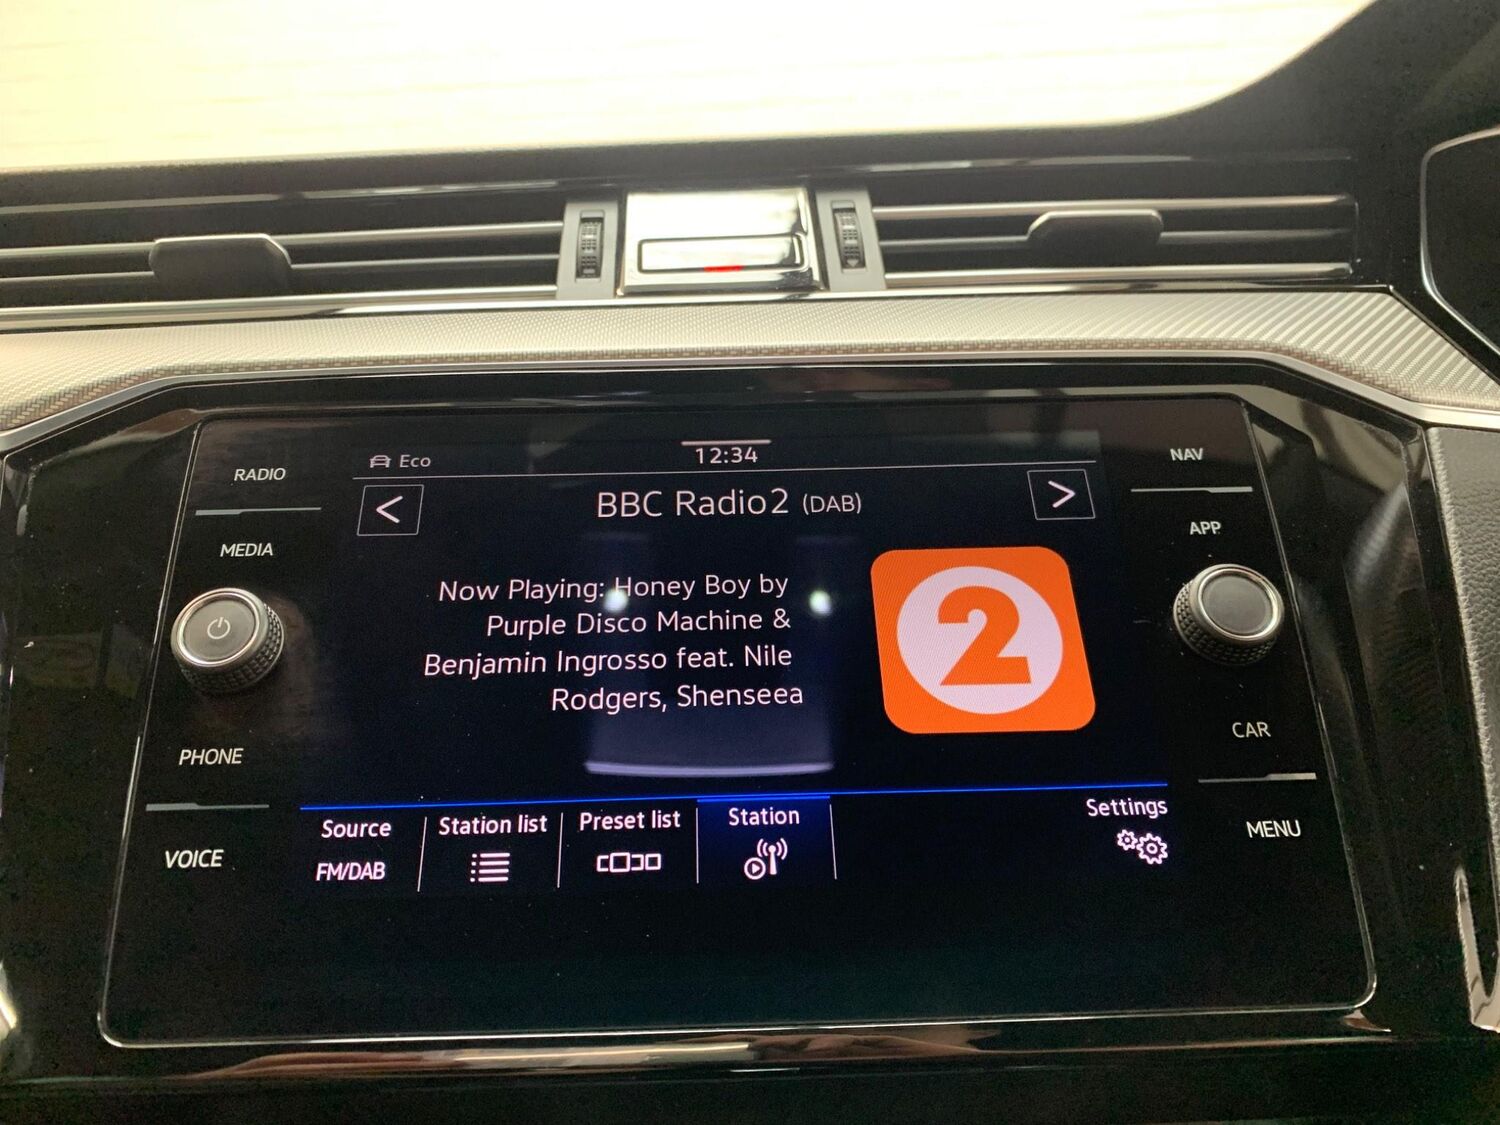 RADIO
MEDIA
PHONE
VOICE
Eco
12:34
< BBC Radio2 (DAB) >
Now Playing: Honey Boy by
Purple Disco Machine &
Benjamin Ingrosso feat. Nile
Rodgers, Shenseea
2
Source
FM/DAB
Station list
Preset list
Station
Settings
NAV
APP
CAR
MENU